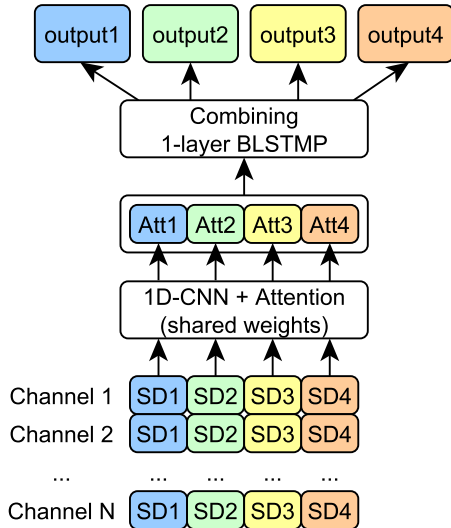 output1 output2 output3 output4
Combining
1-layer BLSTMP
Att1 Att2 Att3 Att4
1D-CNN + Attention
(shared weights)
Channel 1 SD1 SD2 SD3 SD4
Channel 2 SD1 SD2 SD3 SD4
... ... ... ... ...
Channel N SD1 SD2 SD3 SD4